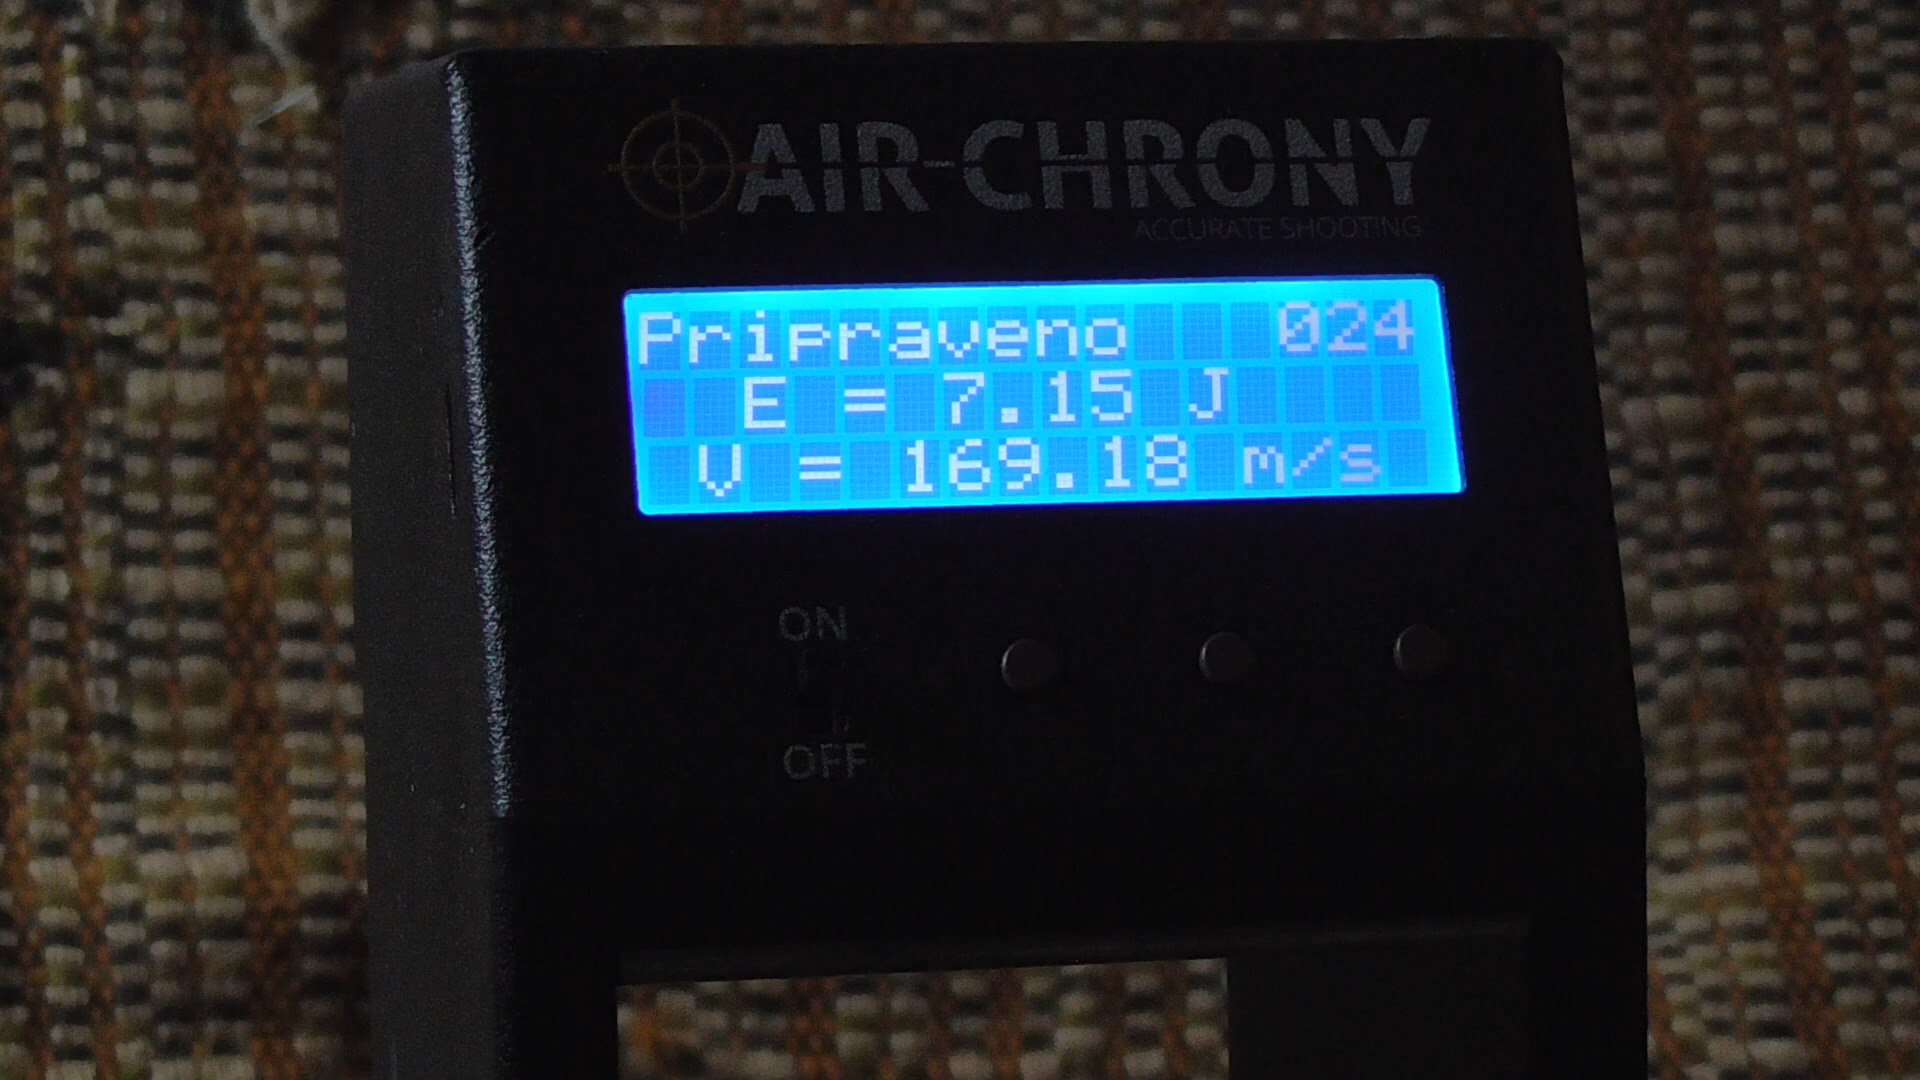 AIR-CHRONY
ACCURATE SHOOTING
Pripraveno 024
E = 7.15 J
V = 169.18 m/s
ON
OFF